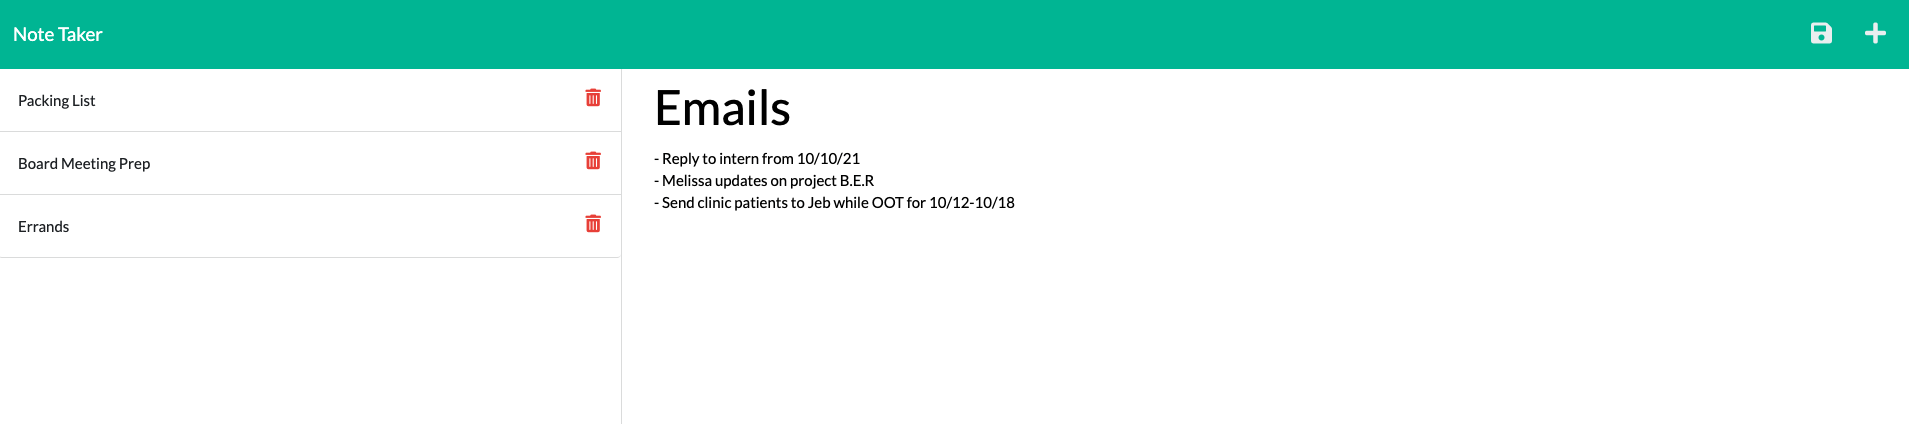 Note Taker
Packing List
Board Meeting Prep
Errands
Emails
- Reply to intern from 10/10/21
- Melissa updates on project B.E.R
- Send clinic patients to Jeb while OOT for 10/12-10/18